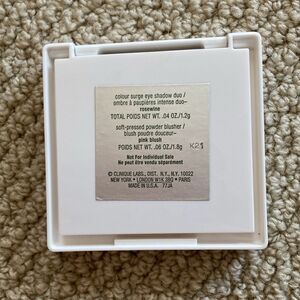 colour surge eye shadow duo /
ombre à paupières intense duo–
rosewine
TOTAL POIDS NET WT. .04 OZ./1.2g
soft-pressed powder blusher /
blush poudre douceur–
pink blush
POIDS NET WT. .06 OZ./1.8g
K21
Not For Individual Sale
Ne peut être vendu séparément
© CLINIQUE LABS., DIST. N.Y., N.Y. 10022
NEW YORK • LONDON W1K 3BG • PARIS
MADE IN U.S.A. 77JA